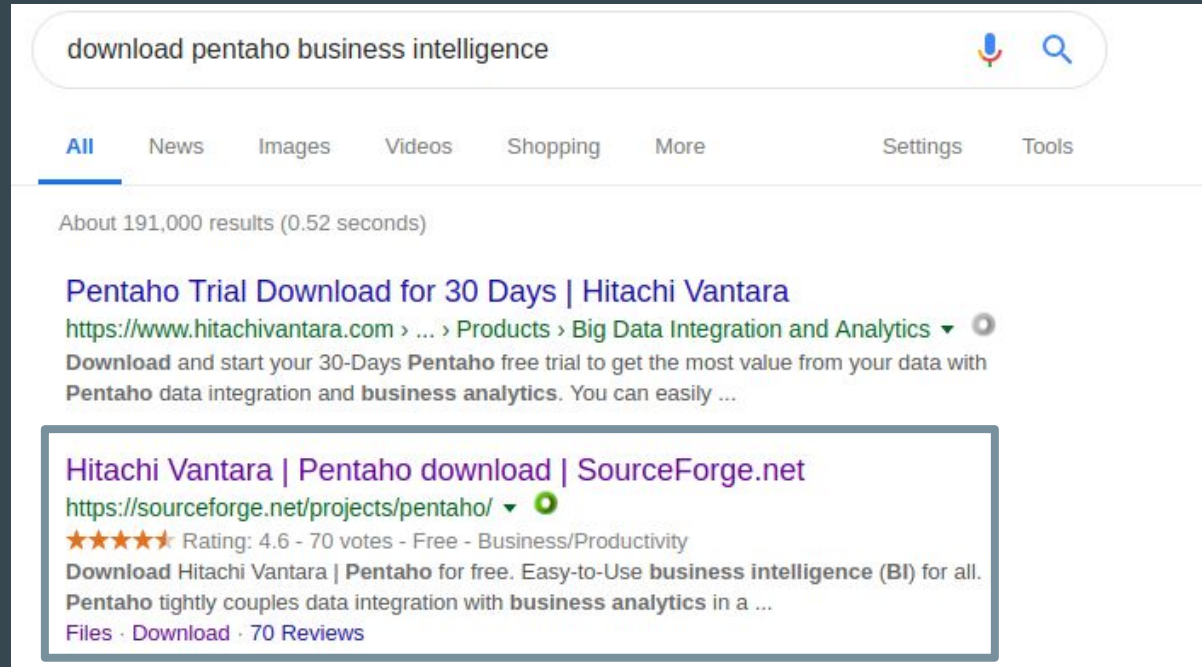 download pentaho business intelligence
All News Images Videos Shopping More Settings Tools
About 191,000 results (0.52 seconds)
Pentaho Trial Download for 30 Days | Hitachi Vantara
https://www.hitachivantara.com › ... › Products › Big Data Integration and Analytics
Download and start your 30-Days Pentaho free trial to get the most value from your data with
Pentaho data integration and business analytics. You can easily ...
Hitachi Vantara | Pentaho download | SourceForge.net
https://sourceforge.net/projects/pentaho/
Rating: 4.6 - 70 votes - Free - Business/Productivity
Download Hitachi Vantara | Pentaho for free. Easy-to-Use business intelligence (BI) for all.
Pentaho tightly couples data integration with business analytics in a ...
Files · Download · 70 Reviews